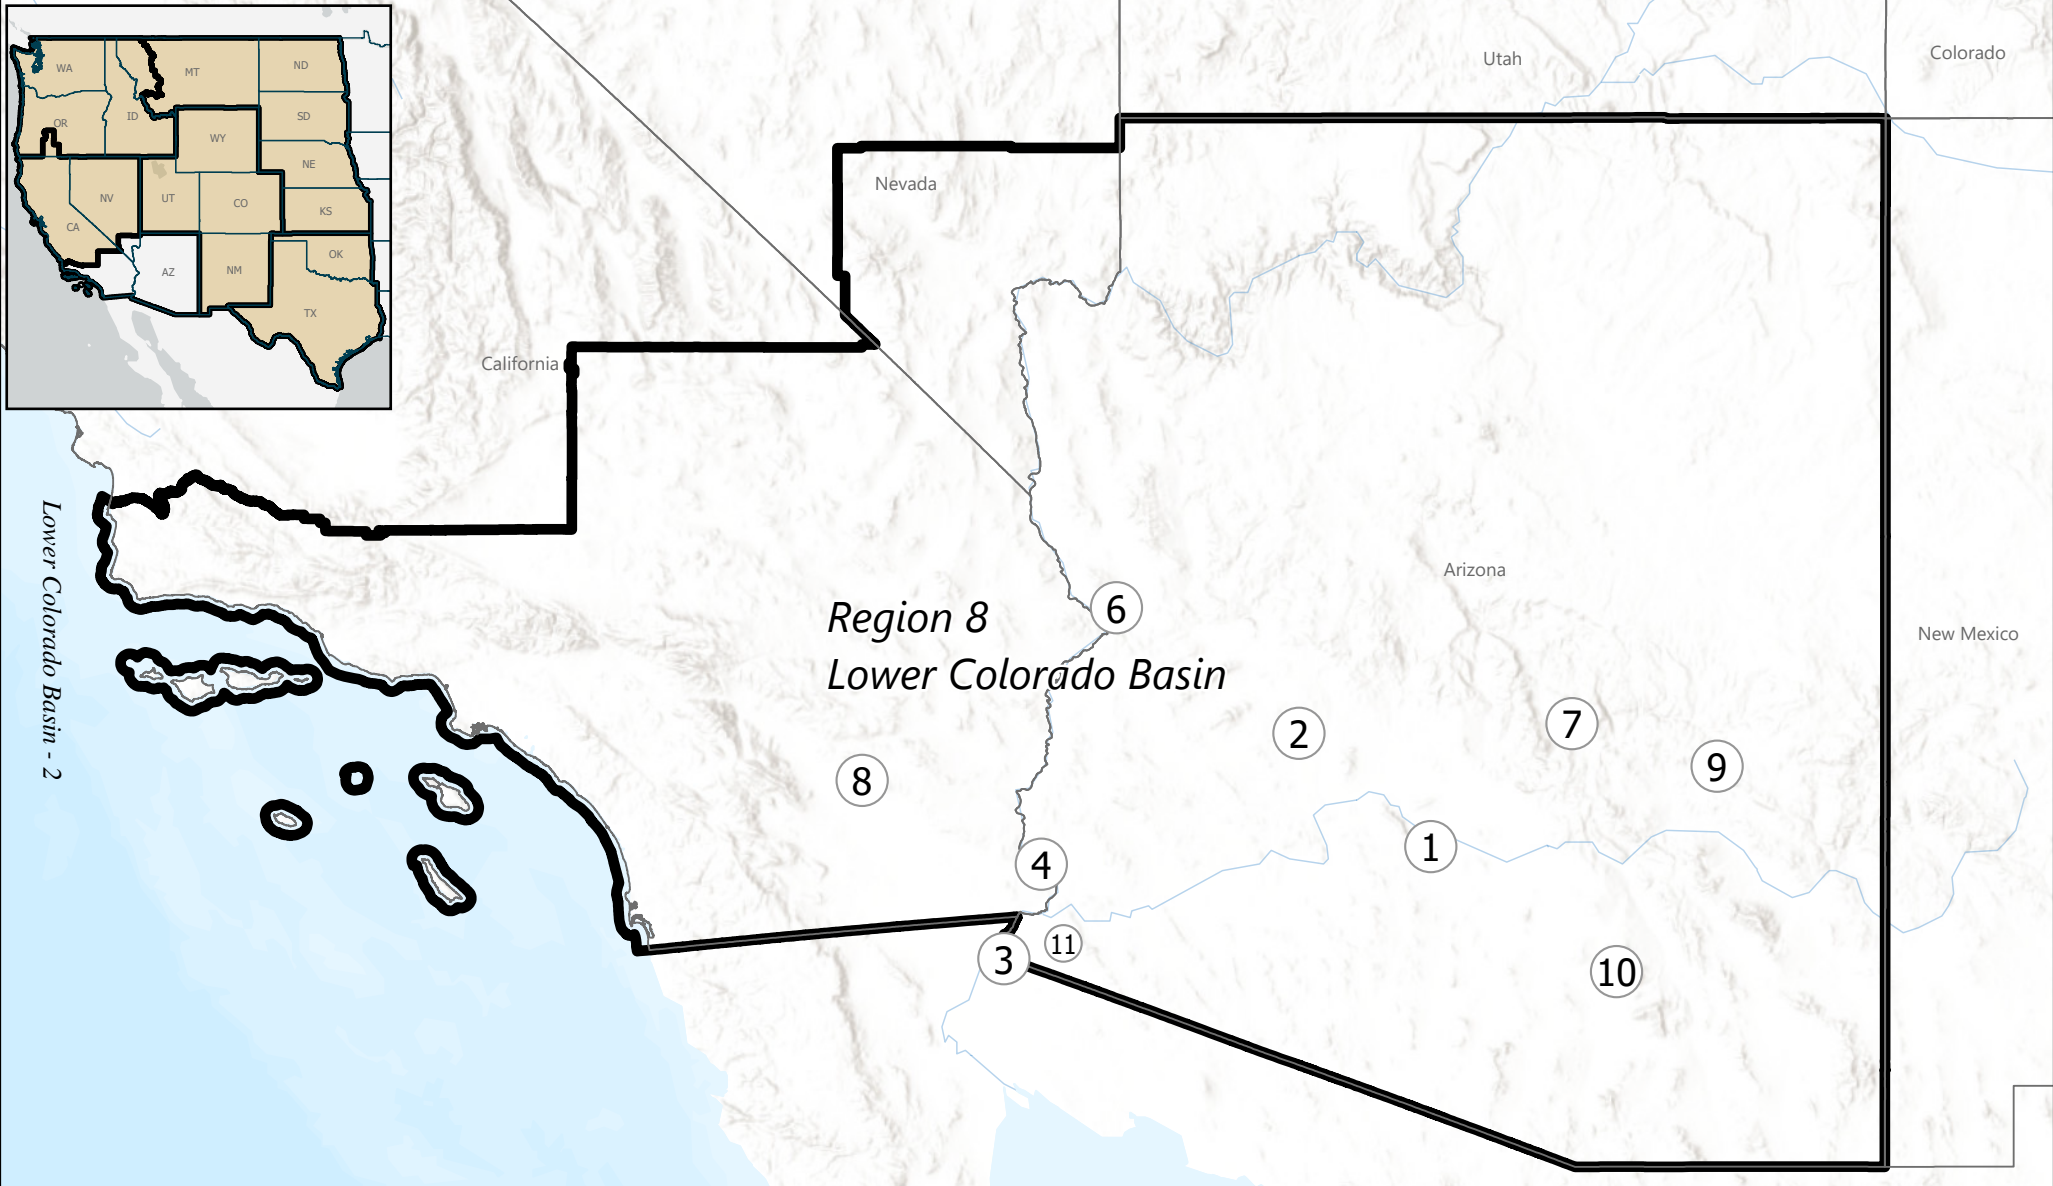 WA
MT
ND
OR
ID
SD
WY
NE
NV
UT
CO
KS
CA
OK
AZ
NM
TX
Utah
Colorado
Nevada
California
Lower Colorado Basin - 2
Arizona
Region 8
Lower Colorado Basin
New Mexico
6
7
2
9
8
1
4
11
3
10